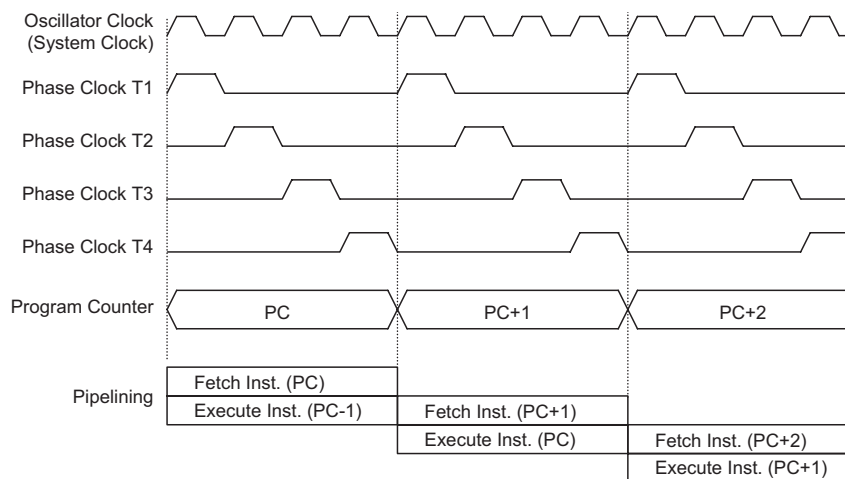 Oscillator Clock
(System Clock)
Phase Clock T1
Phase Clock T2
Phase Clock T3
Phase Clock T4
Program Counter
PC
PC+1
PC+2
Pipelining
Fetch Inst. (PC)
Execute Inst. (PC-1)
Fetch Inst. (PC+1)
Execute Inst. (PC)
Fetch Inst. (PC+2)
Execute Inst. (PC+1)